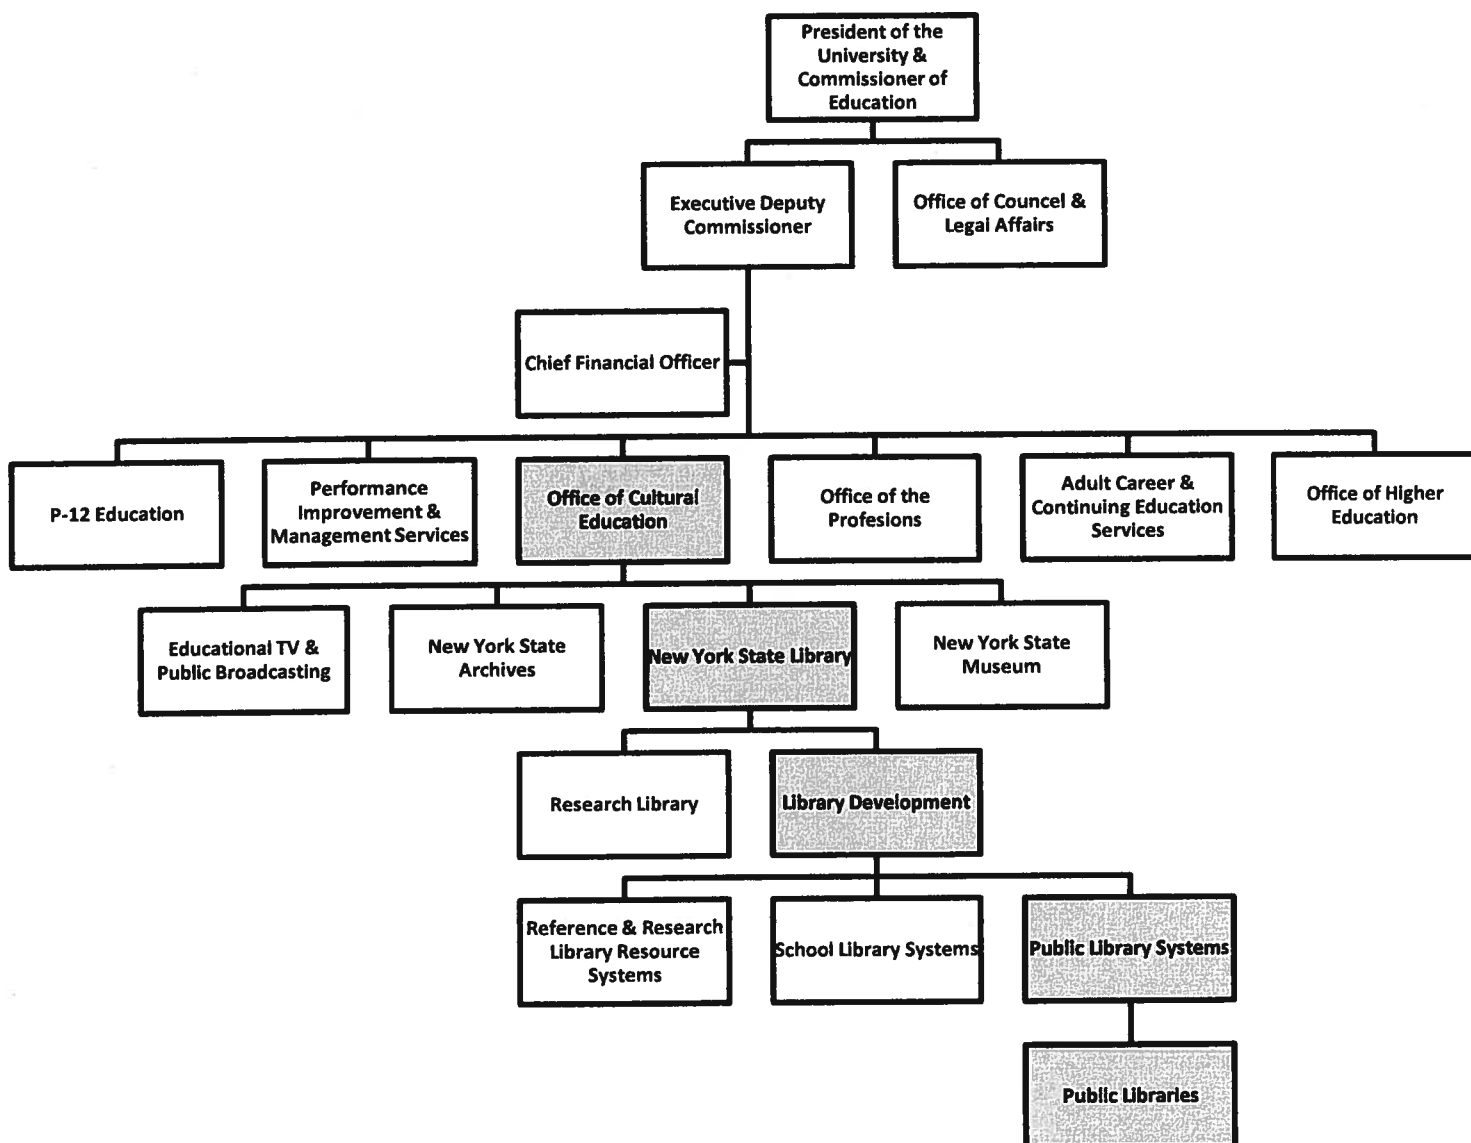 President of the
University &
Commissioner of
Education
Executive Deputy
Commissioner
Office of Councel &
Legal Affairs
Chief Financial Officer
P-12 Education
Performance
Improvement &
Management Services
Office of Cultural
Education
Office of the
Profesions
Adult Career &
Continuing Education
Services
Office of Higher
Education
Educational TV &
Public Broadcasting
New York State
Archives
New York State Library
New York State
Museum
Research Library
Library Development
Reference & Research
Library Resource
Systems
School Library Systems
Public Library Systems
Public Libraries